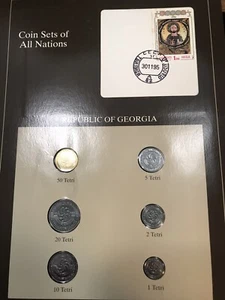 Coin Sets of
All Nations
301195
REPUBLIC OF GEORGIA
50 Tetri
5 Tetri
20 Tetri
2 Tetri
10 Tetri
1 Tetri